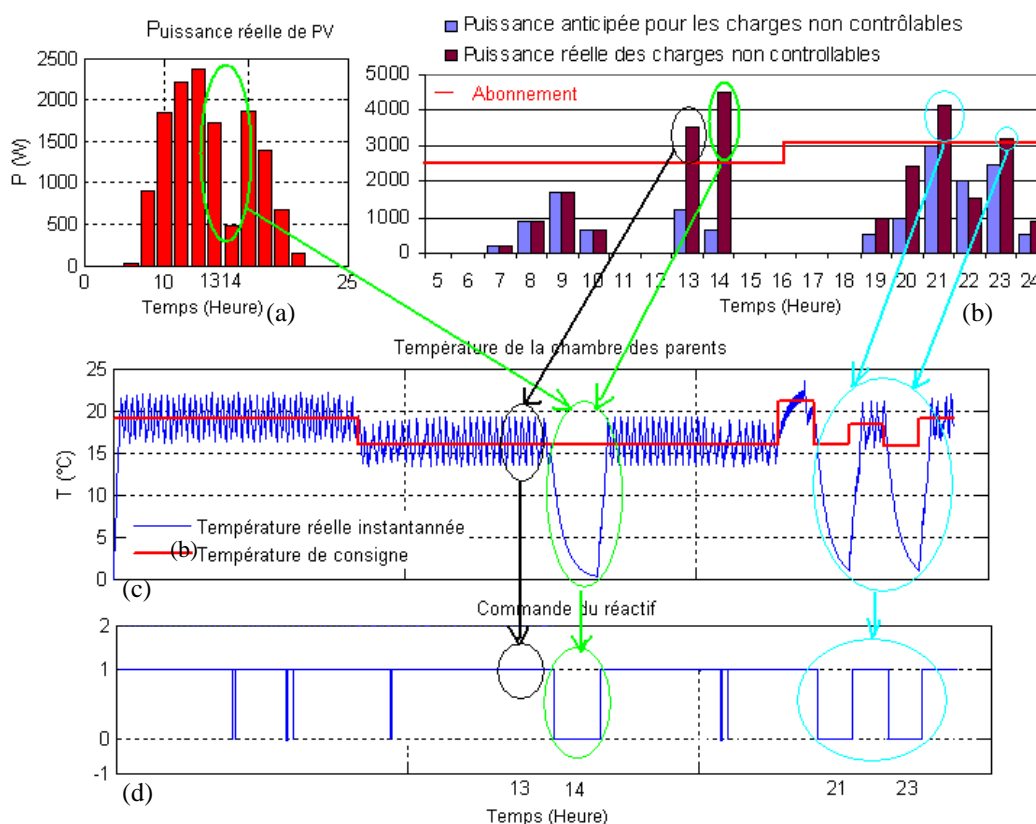 Puissance réelle de PV
2500
2000
1500
1000
500
0
P (W)
0
10
1314
25
Temps (Heure)
(a)
Puissance anticipée pour les charges non contrôlables
Puissance réelle des charges non controllables
5000
4000
3000
2000
1000
0
Abonnement
5 6 7 8 9 10 11 12 13 14 15 16 17 18 19 20 21 22 23 24
Temps (Heure)
(b)
Température de la chambre des parents
25
20
15
10
5
0
T (°C)
Température réelle instantannée
(b)
Température de consigne
(c)
Commande du réactif
2
1
0
-1
13 14 21 23
(d)
Temps (Heure)